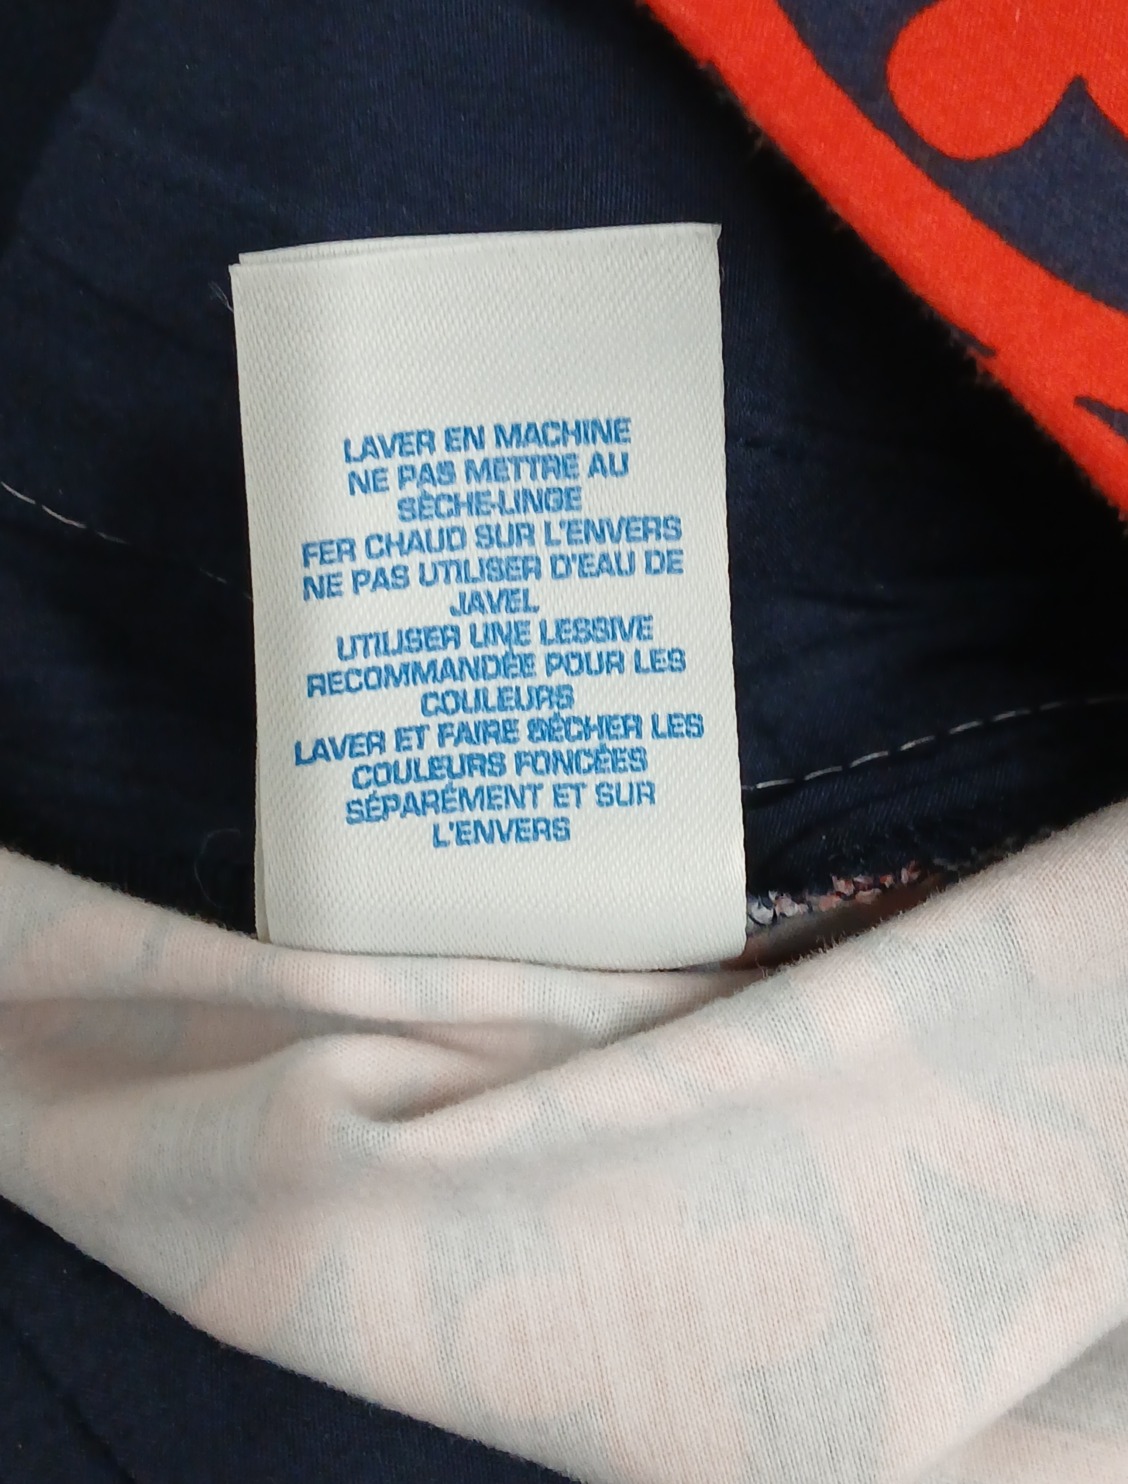 LAVER EN MACHINE
NE PAS METTRE AU
SÈCHE-LINGE
FER CHAUD SUR L'ENVERS
NE PAS UTILISER D'EAU DE
JAVEL
UTILISER UNE LESSIVE
RECOMMANDÉE POUR LES
COULEURS
LAVER ET FAIRE SÉCHER LES
COULEURS FONCÉES
SÉPARÉMENT ET SUR
L'ENVERS